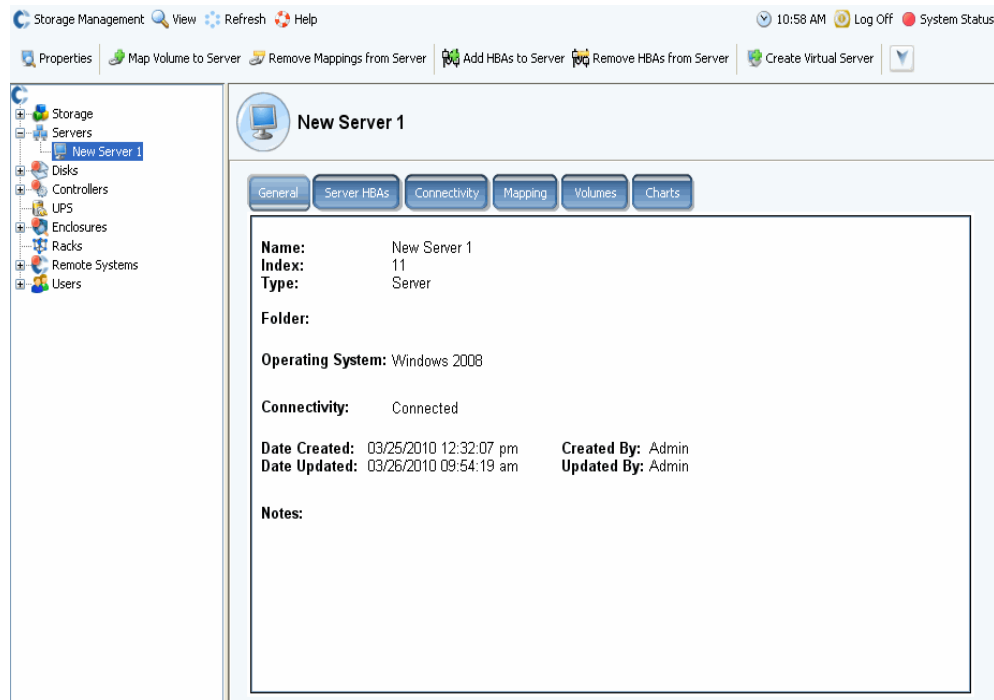 Storage Management View Refresh Help 10:58 AM Log Off System Status
Properties Map Volume to Server Remove Mappings from Server Add HBAs to Server Remove HBAs from Server Create Virtual Server
Storage
Servers
New Server 1
Disks
Controllers
UPS
Enclosures
Racks
Remote Systems
Users
New Server 1
General Server HBAs Connectivity Mapping Volumes Charts
Name: New Server 1
Index: 11
Type: Server
Folder:
Operating System: Windows 2008
Connectivity: Connected
Date Created: 03/25/2010 12:32:07 pm Created By: Admin
Date Updated: 03/26/2010 09:54:19 am Updated By: Admin
Notes: